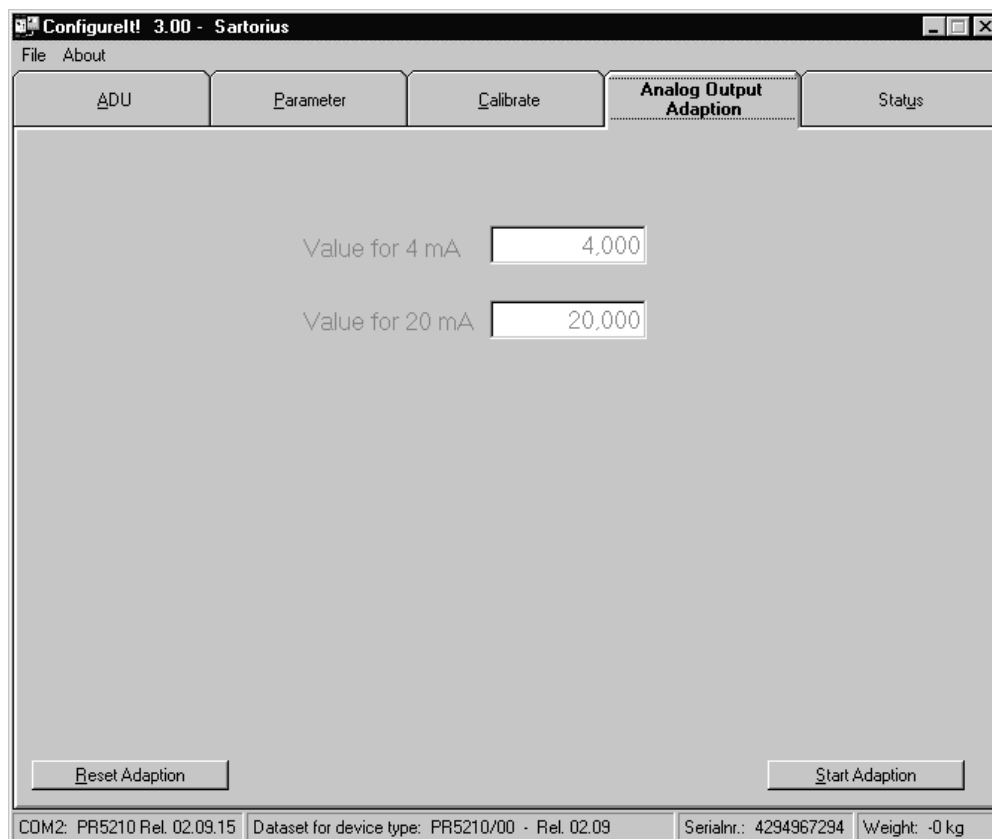 ConfigureIt! 3.00 - Sartorius
File About
ADU Parameter Calibrate Analog Output Adaption Status
Value for 4 mA 4,000
Value for 20 mA 20,000
Reset Adaption Start Adaption
COM2: PR5210 Rel. 02.09.15 Dataset for device type: PR5210/00 - Rel. 02.09 Serialnr.: 4294967294 Weight: -0 kg